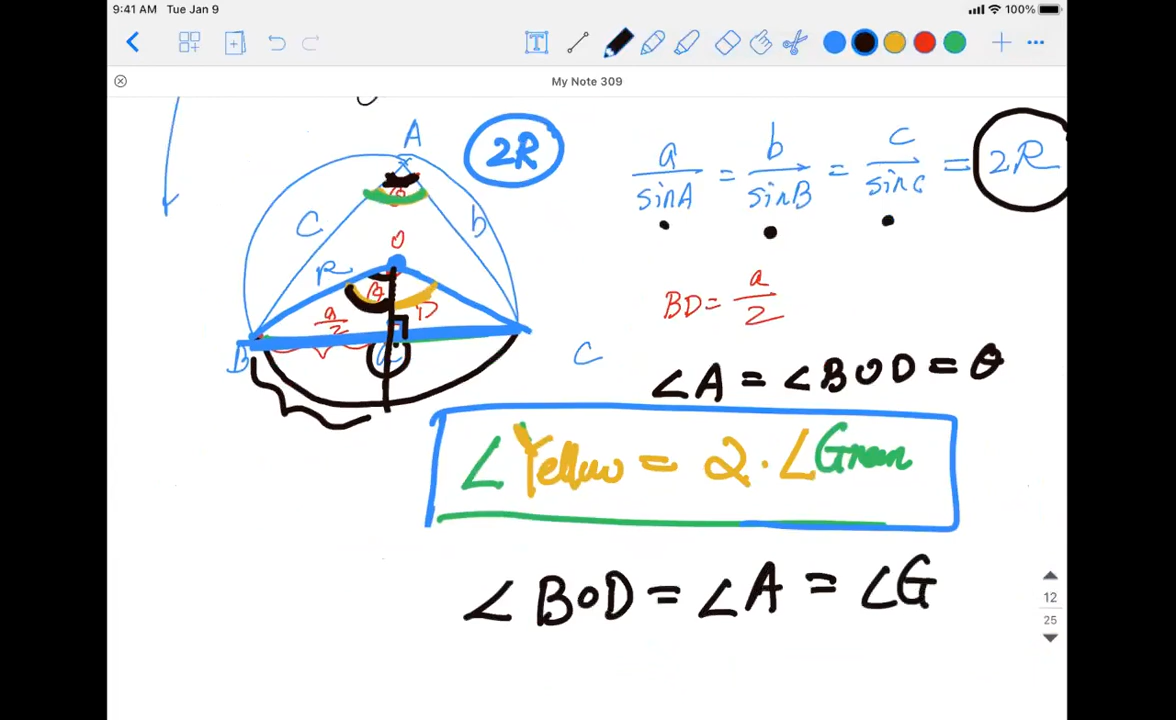 9:41 AM Tue Jan 9
100%
My Note 309
A
2R
a/sinA = b/sinB = c/sinC = 2R
C
b
O
R
θ
D
a/2
BD = a/2
B
a
C
∠A = ∠BOD = θ
∠Yellow = 2 · ∠Green
∠BOD = ∠A = ∠G
12
25